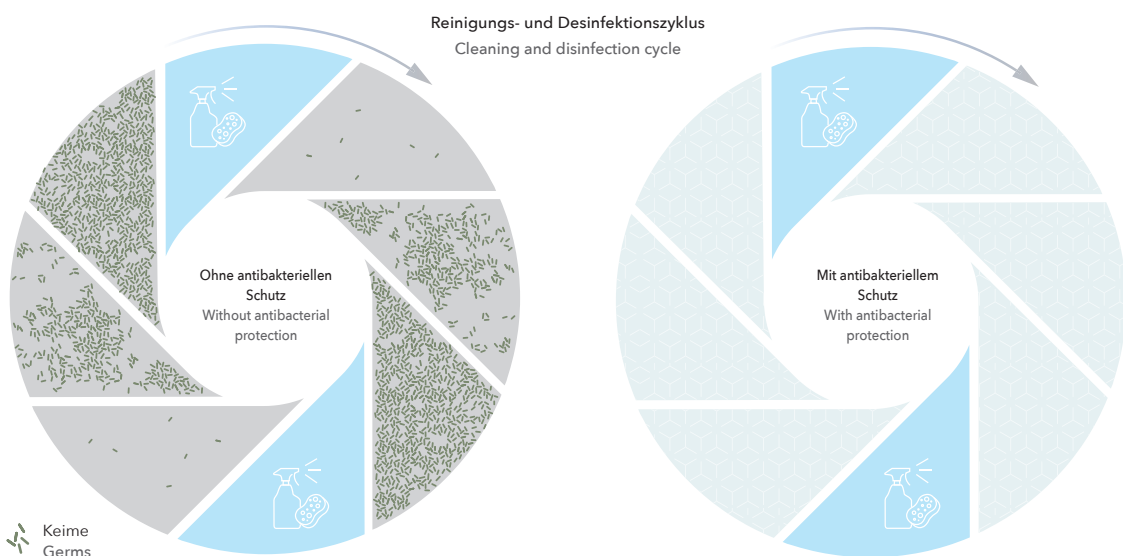 Reinigungs- und Desinfektionszyklus
Cleaning and disinfection cycle
Ohne antibakteriellen
Schutz
Without antibacterial
protection
Mit antibakteriellem
Schutz
With antibacterial
protection
Keime
Germs